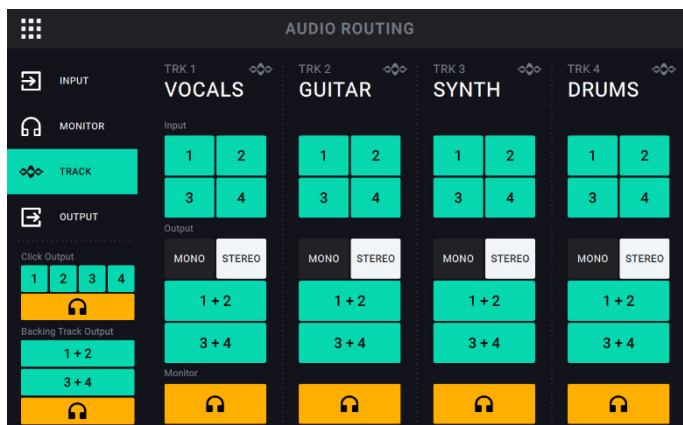 AUDIO ROUTING
INPUT
MONITOR
TRACK
OUTPUT
Click Output
1 2 3 4
Backing Track Output
1 + 2
3 + 4
TRK 1
VOCALS
Input
1 2
3 4
Output
MONO STEREO
1 + 2
3 + 4
Monitor
TRK 2
GUITAR
1 2
3 4
MONO STEREO
1 + 2
3 + 4
TRK 3
SYNTH
1 2
3 4
MONO STEREO
1 + 2
3 + 4
TRK 4
DRUMS
1 2
3 4
MONO STEREO
1 + 2
3 + 4